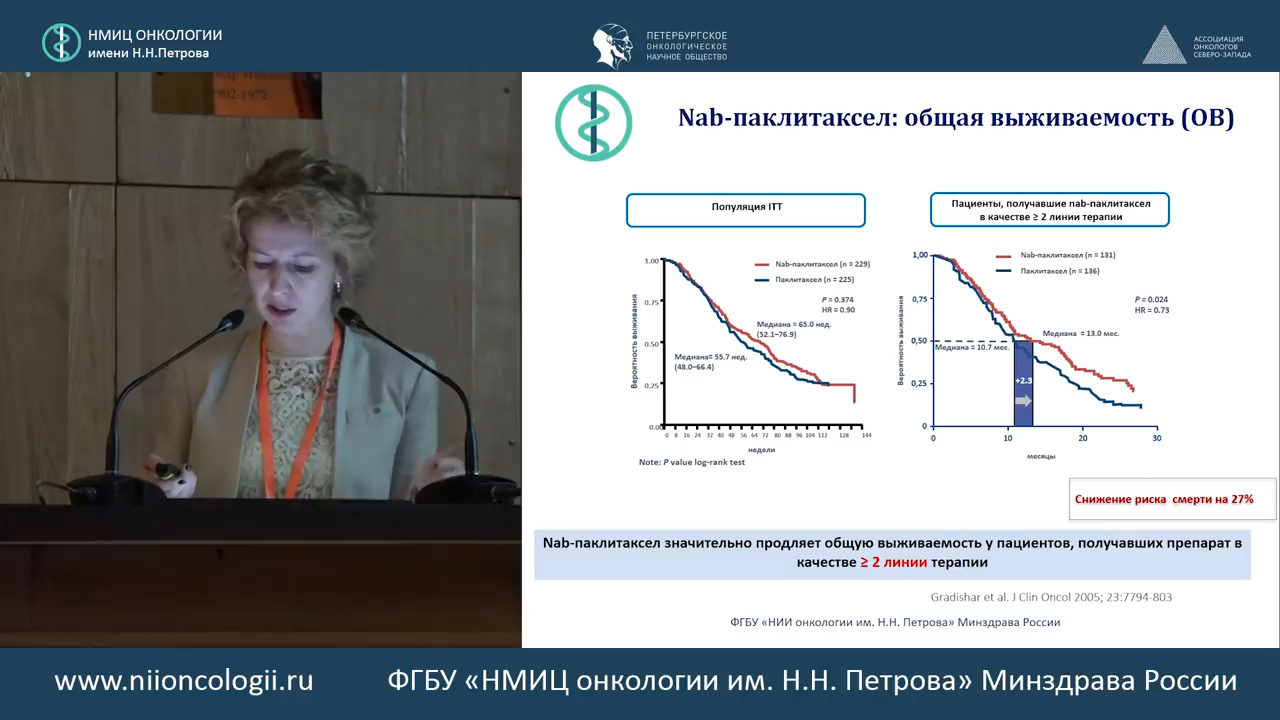 НМИЦ ОНКОЛОГИИ
имени Н.Н.Петрова
ПЕТЕРБУРГСКОЕ
ОНКОЛОГИЧЕСКОЕ
НАУЧНОЕ ОБЩЕСТВО
АССОЦИАЦИЯ
ОНКОЛОГОВ
СЕВЕРО-ЗАПАДА
902-1972
Nab-паклитаксел: общая выживаемость (ОВ)
Популяция ITT
Вероятность выживания
1.00
0.75
0.50
0.25
0.00
Nab-паклитаксел (n = 229)
Паклитаксел (n = 225)
P = 0.374
HR = 0.90
Медиана = 65.0 нед.
(52.1–76.9)
Медиана= 55.7 нед.
(48.0–66.4)
0 8 16 24 32 40 48 56 64 72 80 88 96 104 112 128 144
недели
Note: P value log-rank test
Пациенты, получавшие nab-паклитаксел
в качестве ≥ 2 линии терапии
Вероятность выживания
1,00
0,75
0,50
0,25
0
Nab-паклитаксел (n = 131)
Паклитаксел (n = 136)
P = 0.024
HR = 0.73
Медиана = 13.0 мес.
Медиана = 10.7 мес.
+2.3
0 10 20 30
месяцы
Снижение риска смерти на 27%
Nab-паклитаксел значительно продляет общую выживаемость у пациентов, получавших препарат в
качестве ≥ 2 линии терапии
Gradishar et al. J Clin Oncol 2005; 23:7794-803
ФГБУ «НИИ онкологии им. Н.Н. Петрова» Минздрава России
www.niioncologii.ru
ФГБУ «НМИЦ онкологии им. Н.Н. Петрова» Минздрава России